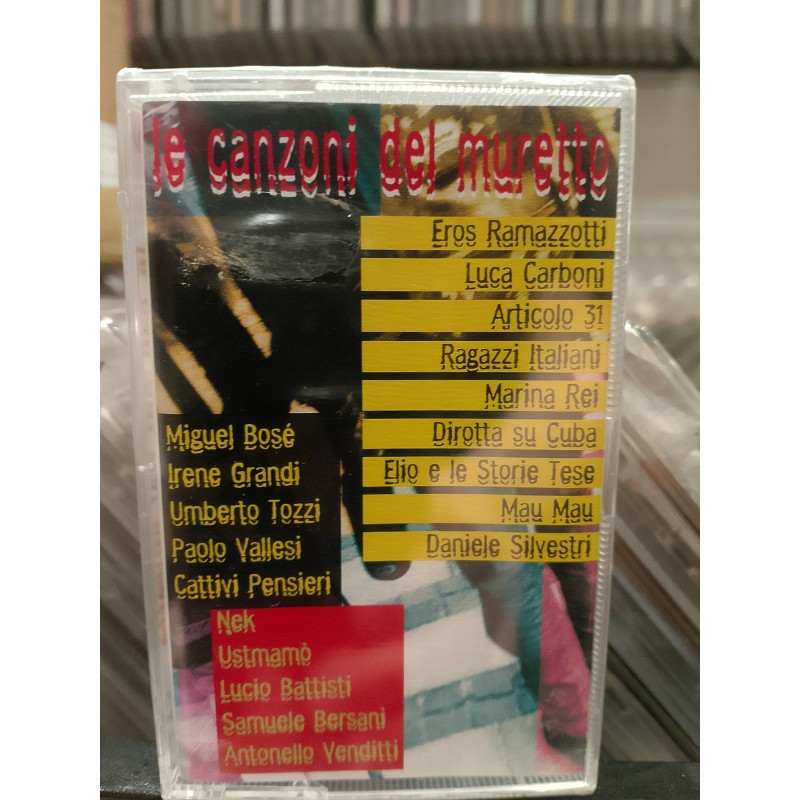 le canzoni del muretto
Eros Ramazzotti
Luca Carboni
Articolo 31
Ragazzi Italiani
Marina Rei
Dirotta su Cuba
Elio e le Storie Tese
Mau Mau
Daniele Silvestri
Miguel Bosé
Irene Grandi
Umberto Tozzi
Paolo Vallesi
Cattivi Pensieri
Nek
Ustmamò
Lucio Battisti
Samuele Bersani
Antonello Venditti